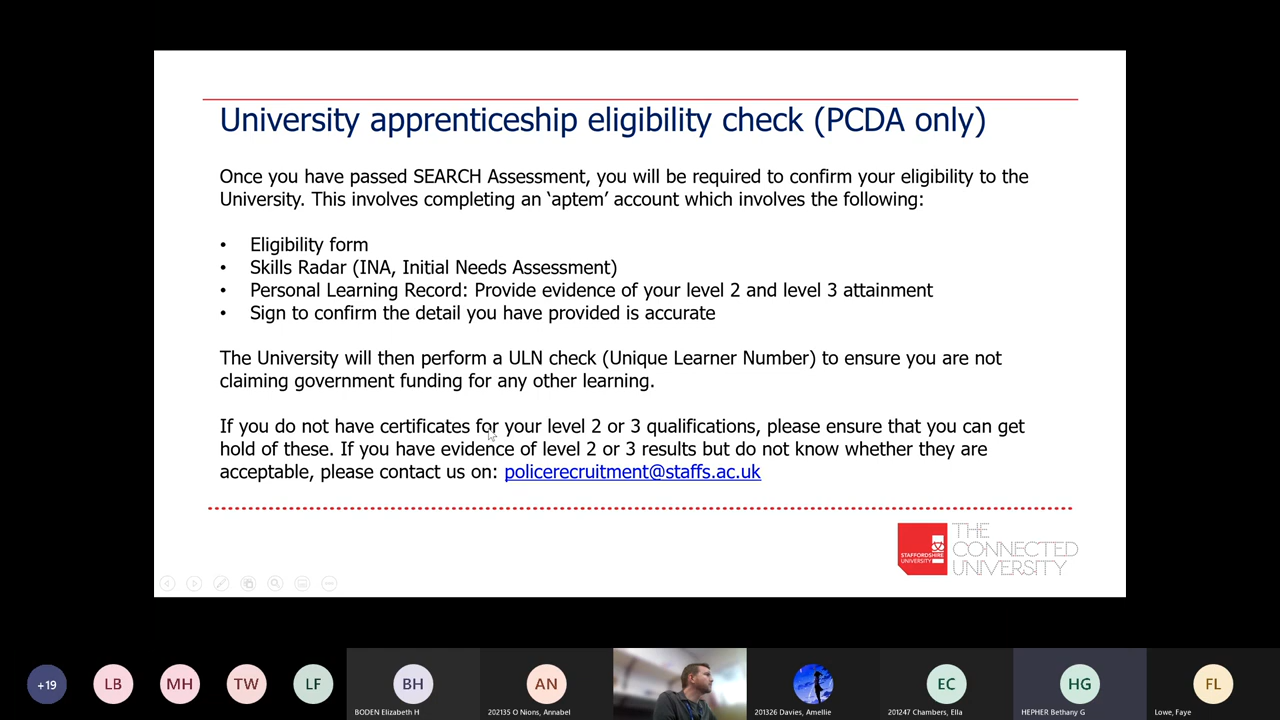 University apprenticeship eligibility check (PCDA only)
Once you have passed SEARCH Assessment, you will be required to confirm your eligibility to the
University. This involves completing an ‘aptem’ account which involves the following:
• Eligibility form
• Skills Radar (INA, Initial Needs Assessment)
• Personal Learning Record: Provide evidence of your level 2 and level 3 attainment
• Sign to confirm the detail you have provided is accurate
The University will then perform a ULN check (Unique Learner Number) to ensure you are not
claiming government funding for any other learning.
If you do not have certificates for your level 2 or 3 qualifications, please ensure that you can get
hold of these. If you have evidence of level 2 or 3 results but do not know whether they are
acceptable, please contact us on: policerecruitment@staffs.ac.uk
STAFFORDSHIRE
UNIVERSITY
THE
CONNECTED
UNIVERSITY
+19
LB
MH
TW
LF
BH
AN
EC
HG
FL
BODEN Elizabeth H
202135 O Nions, Annabel
201326 Davies, Amellie
201247 Chambers, Ella
HEPHER Bethany G
Lowe, Faye